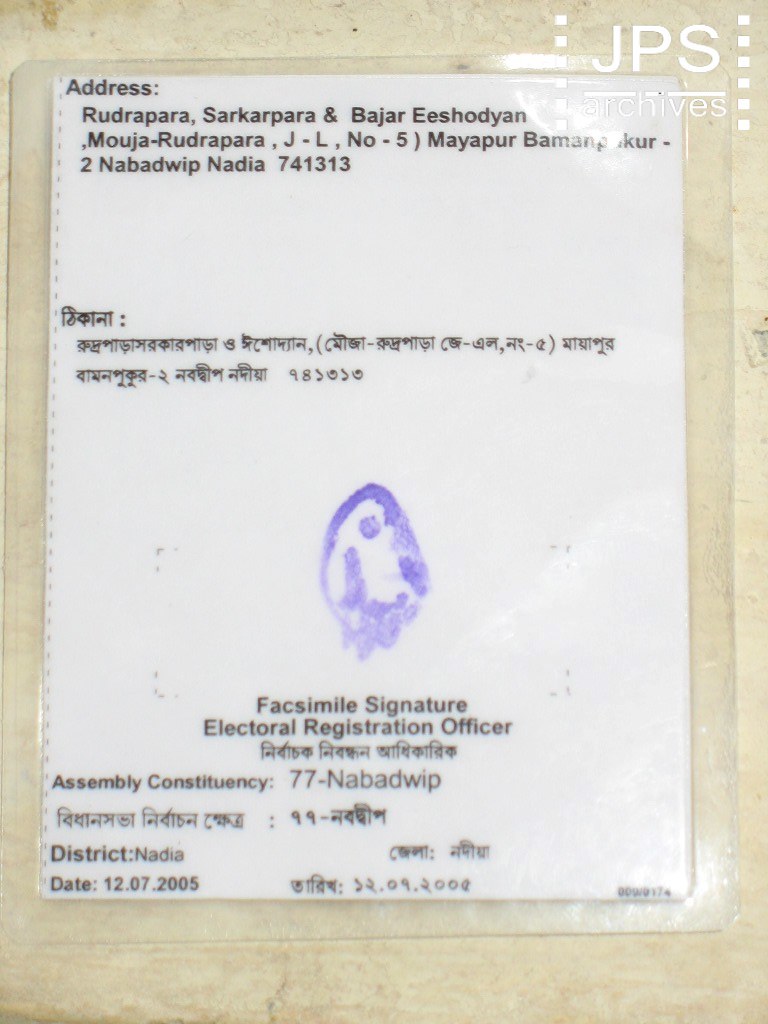 JPS
archives
Address:
Rudrapara, Sarkarpara & Bajar Eeshodyan
,Mouja-Rudrapara , J - L , No - 5 ) Mayapur -
2 Nabadwip Nadia 741313
ঠিকানা :
রুদ্রপাড়াসরকারপাড়া ও ঈশোদ্যান,(মৌজা-রুদ্রপাড়া জে-এল,নং-৫) মায়াপুর
বামনপুকুর-২ নবদ্বীপ নদীয়া ৭৪১৩১৩
Facsimile Signature
Electoral Registration Officer
নির্বাচক নিবন্ধন আধিকারিক
Assembly Constituency: 77-Nabadwip
বিধানসভা নির্বাচন ক্ষেত্র : ৭৭-নবদ্বীপ
District:Nadia জেলা: নদীয়া
Date: 12.07.2005 তারিখ: ১২.০৭.২০০৫